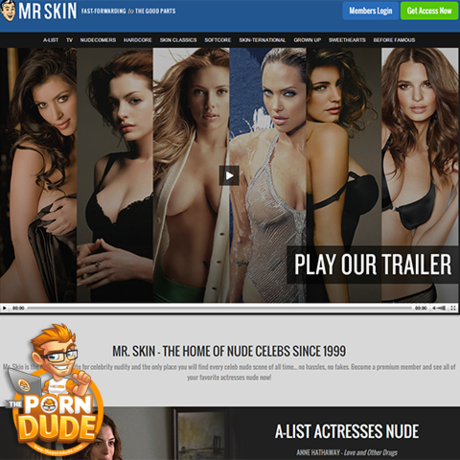 MR SKIN FAST-FORWARDING to THE GOOD PARTS
Members Login
Get Access Now
A-LIST TV NUDECOMERS HARDCORE SKIN CLASSICS SOFTCORE SKIN-TERNATIONAL GROWN UP SWEETHEARTS BEFORE FAMOUS
PLAY OUR TRAILER
00:00 00:00
MR. SKIN - THE HOME OF NUDE CELEBS SINCE 1999
Mr. Skin is the for celebrity nudity and the only place you will find every celeb nude scene of all time... no hassles, no fakes. Become a premium member and see all of
your favorite actresses nude now!
THE
PORN
DUDE
A-LIST ACTRESSES NUDE
ANNE HATHAWAY - Love and Other Drugs